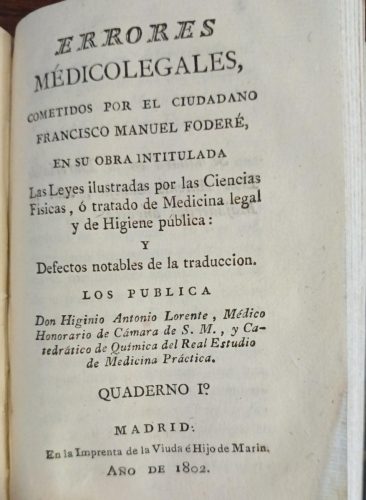 ERRORES
MÉDICOLEGALES,
COMETIDOS POR EL CIUDADANO
FRANCISCO MANUEL FODERÉ,
EN SU OBRA INTITULADA
Las Leyes ilustradas por las Ciencias
Fisicas, ó tratado de Medicina legal
y de Higiene pública:
Y
Defectos notables de la traduccion.
LOS PUBLICA
Don Higinio Antonio Lorente, Médico
Honorario de Cámara de S. M., y Ca-
tedrático de Química del Real Estudio
de Medicina Práctica.
QUADERNO Iº.
MADRID:
En la Imprenta de la Viuda é Hijo de Marin.
AÑO DE 1802.